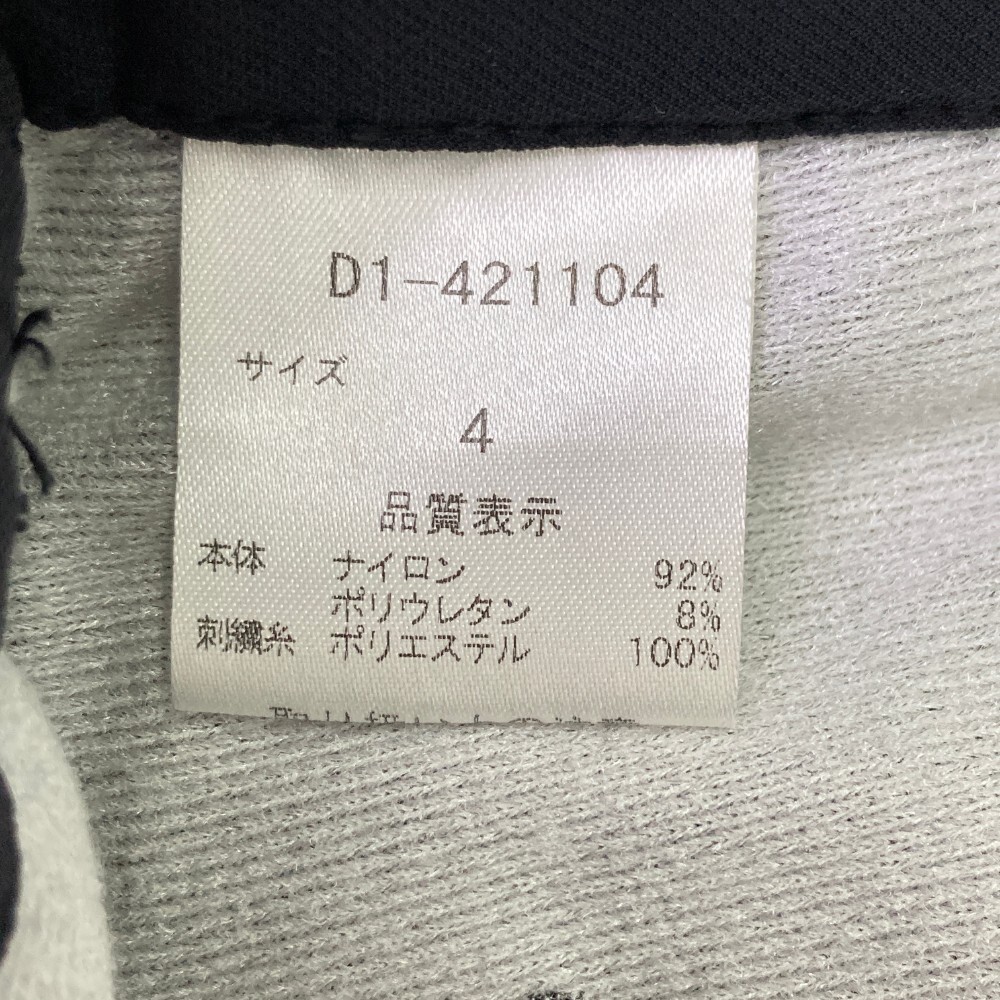 D1-421104
サイズ
4
品質表示
本体 ナイロン 92%
ポリウレタン 8%
刺繍糸 ポリエステル 100%